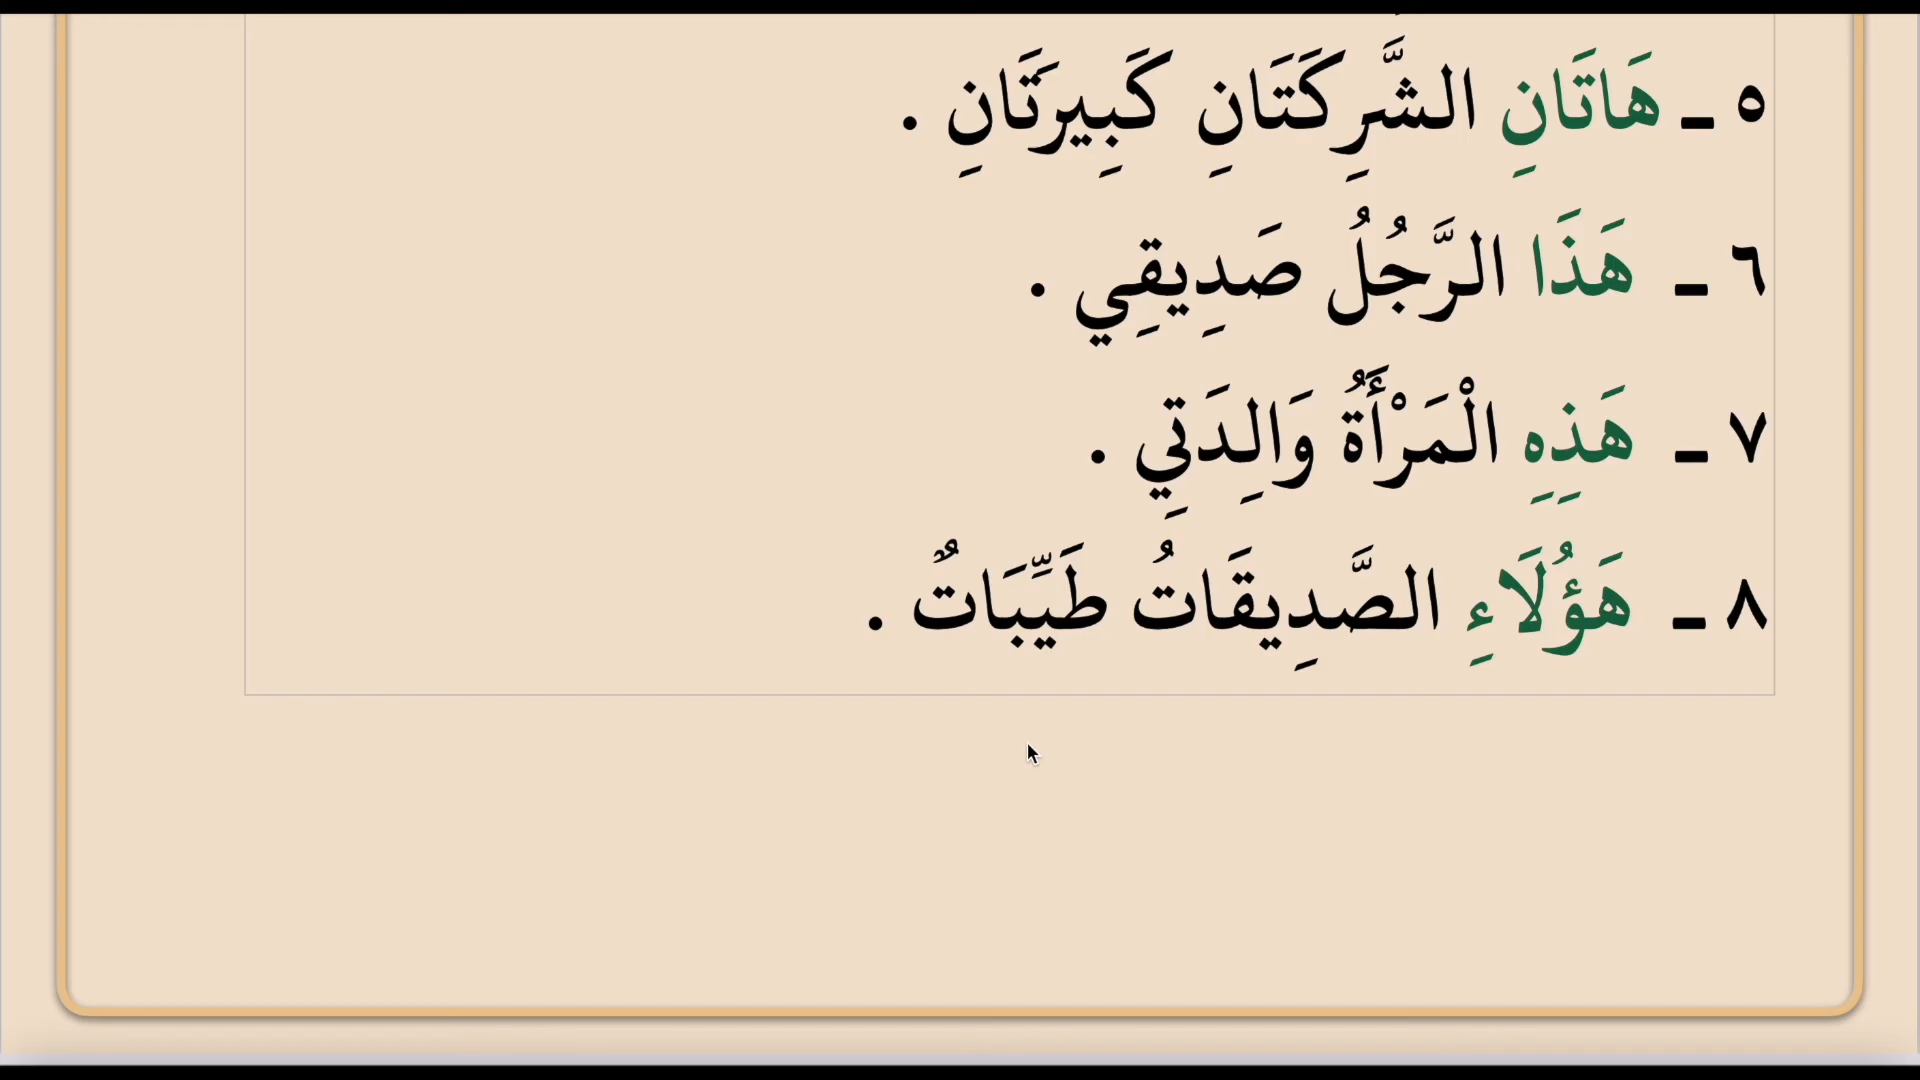 ٥ ـ هَاتَانِ الشَّرِكَتَانِ كَبِيرَتَانِ .
٦ ـ هَذَا الرَّجُلُ صَدِيقِي .
٧ ـ هَذِهِ الْمَرْأَةُ وَالِدَتِي .
٨ ـ هَؤُلَاءِ الصَّدِيقَاتُ طَيِّبَاتٌ .